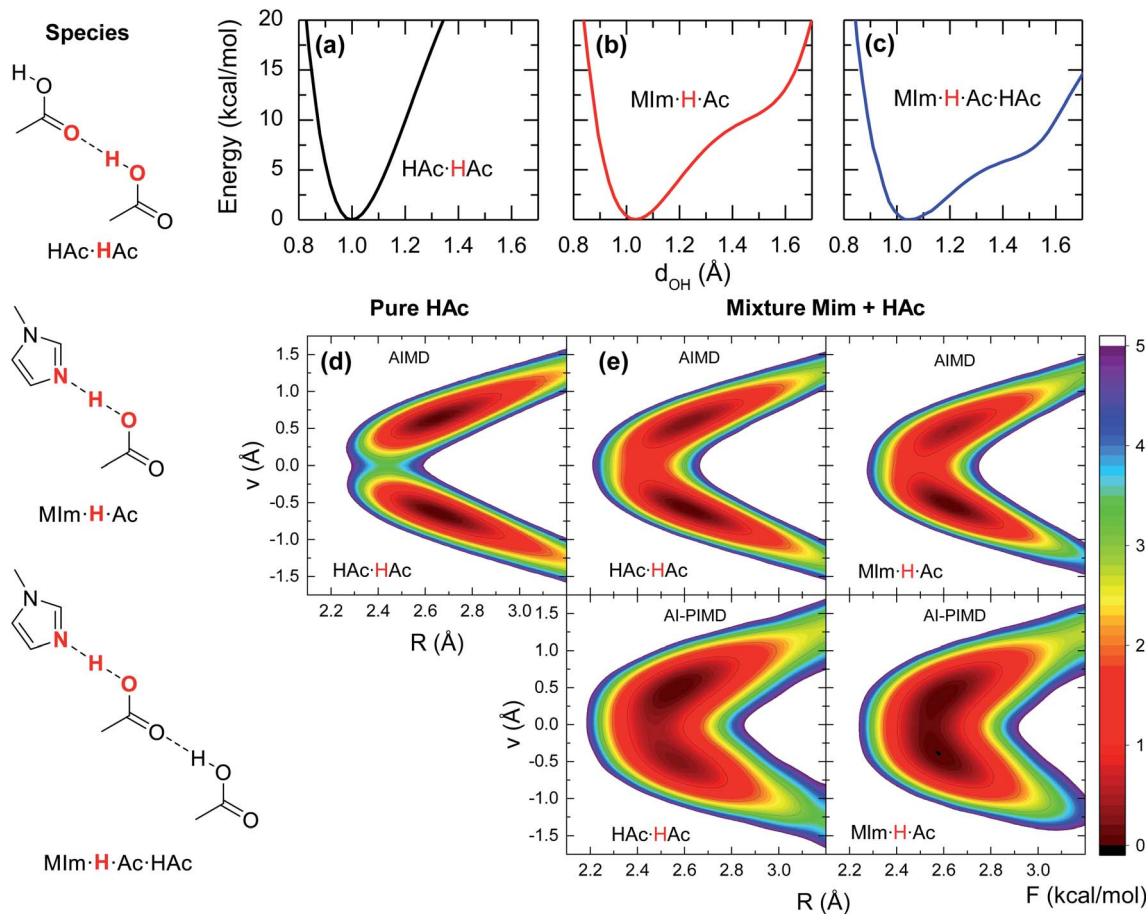 Species
H
O
O
H
O
O
HAc·HAc
N
N
H
O
O
MIm·H·Ac
N
N
H
O
O
H
O
O
MIm·H·Ac·HAc
Energy (kcal/mol)
20
15
10
5
0
(a)
HAc·HAc
0.8 1.0 1.2 1.4 1.6
(b)
MIm·H·Ac
0.8 1.0 1.2 1.4 1.6
(c)
MIm·H·Ac·HAc
0.8 1.0 1.2 1.4 1.6
dOH (Å)
Pure HAc
Mixture Mim + HAc
(d)
AIMD
HAc·HAc
ν (Å)
1.5
1.0
0.5
0.0
-0.5
-1.0
-1.5
2.2 2.4 2.6 2.8 3.0
R (Å)
(e)
AIMD
HAc·HAc
AIMD
MIm·H·Ac
AI-PIMD
HAc·HAc
AI-PIMD
MIm·H·Ac
ν (Å)
1.5
1.0
0.5
0.0
-0.5
-1.0
-1.5
2.2 2.4 2.6 2.8 3.0
2.2 2.4 2.6 2.8 3.0
R (Å)
5
4
3
2
1
0
F (kcal/mol)